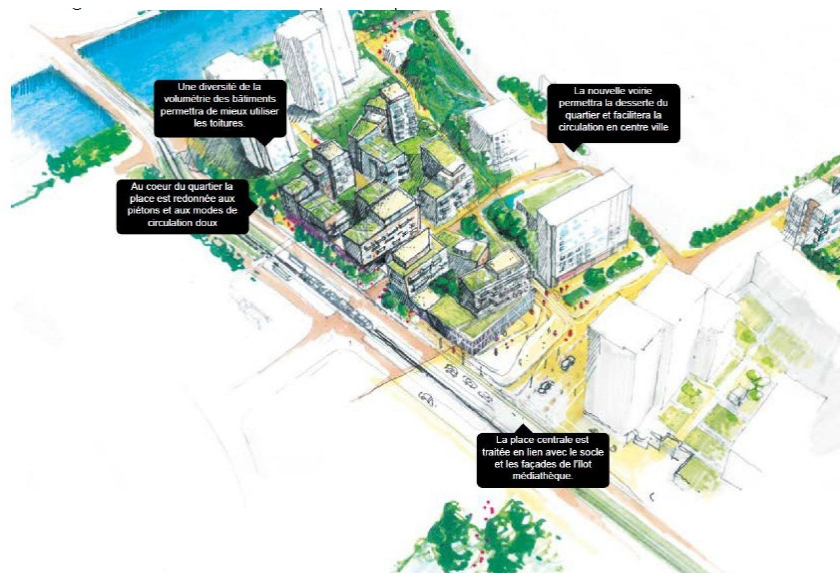 Une diversité de la
volumétrie des bâtiments
permettra de mieux utiliser
les toitures.
La nouvelle voirie
permettra la desserte du
quartier et facilitera la
circulation en centre ville
Au coeur du quartier la
place est redonnée aux
piétons et aux modes de
circulation doux
La place centrale est
traitée en lien avec le socle
et les façades de l'îlot
médiathèque.